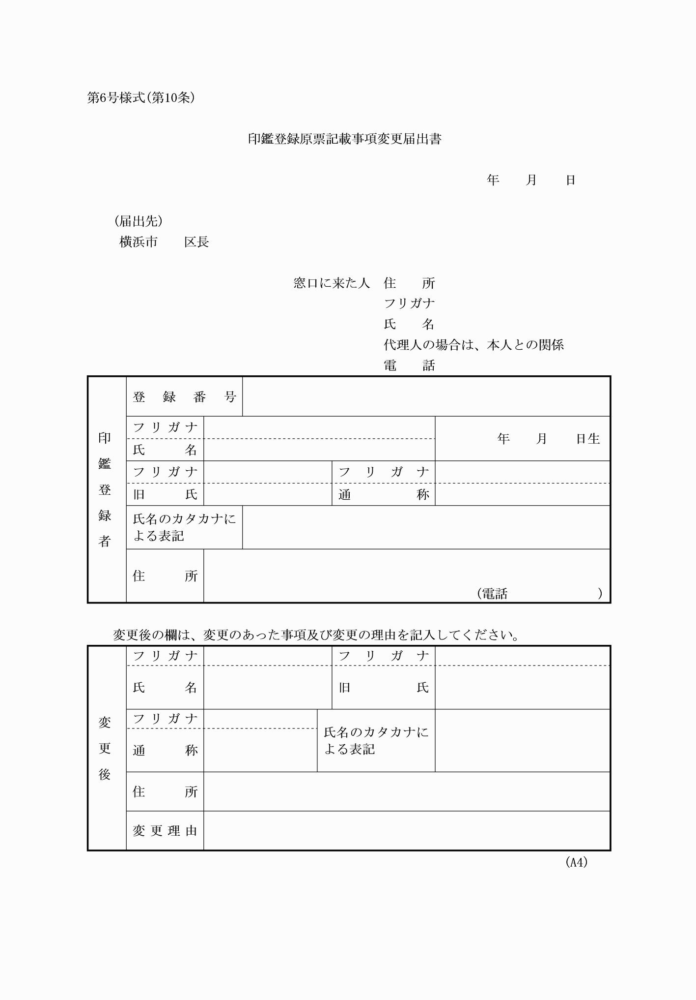 第6号様式(第10条)
印鑑登録原票記載事項変更届出書
年　　月　　日
(届出先)
横浜市　　区長
窓口に来た人　住　　所
フリガナ
氏　　名
代理人の場合は、本人との関係
電　　話
印鑑登録者
登録番号
フリガナ
氏　　名
年　　月　　日生
フリガナ
旧　　氏
フリガナ
通　　称
氏名のカタカナに
よる表記
住　　所
(電話　　　　　　　)
変更後の欄は、変更のあった事項及び変更の理由を記入してください。
変更後
フリガナ
氏　　名
フリガナ
旧　　氏
フリガナ
通　　称
氏名のカタカナに
よる表記
住　　所
変更理由
(A4)